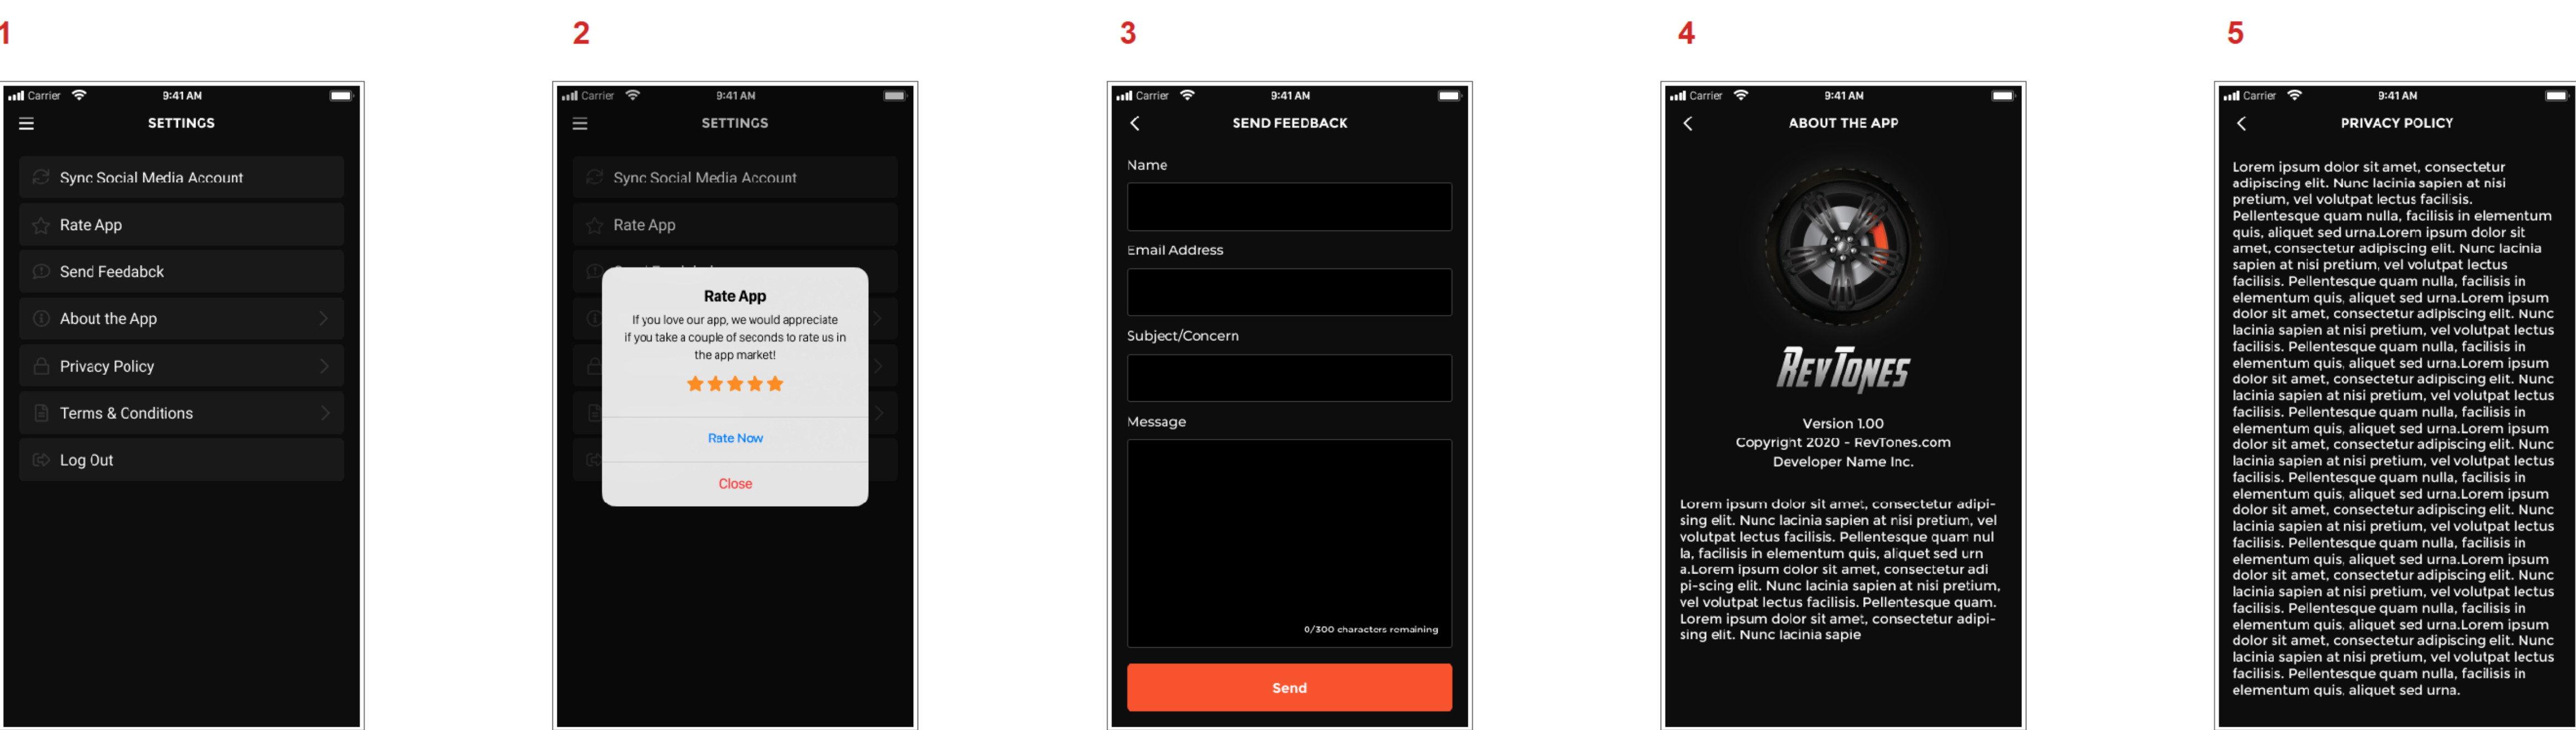 1
Carrier 9:41 AM
SETTINGS
Sync Social Media Account
Rate App
Send Feedabck
About the App
Privacy Policy
Terms & Conditions
Log Out
2
Carrier 9:41 AM
SETTINGS
Sync Social Media Account
Rate App
Rate App
If you love our app, we would appreciate
if you take a couple of seconds to rate us in
the app market!
Rate Now
Close
3
Carrier 9:41 AM
SEND FEEDBACK
Name
Email Address
Subject/Concern
Message
0/300 characters remaining
Send
4
Carrier 9:41 AM
ABOUT THE APP
REVTONES
Version 1.00
Copyright 2020 - RevTones.com
Developer Name Inc.
Lorem ipsum dolor sit amet, consectetur adipi-
sing elit. Nunc lacinia sapien at nisi pretium, vel
volutpat lectus facilisis. Pellentesque quam nul
la, facilisis in elementum quis, aliquet sed urn
a.Lorem ipsum dolor sit amet, consectetur adi
pi-scing elit. Nunc lacinia sapien at nisi pretium,
vel volutpat lectus facilisis. Pellentesque quam.
Lorem ipsum dolor sit amet, consectetur adipi-
sing elit. Nunc lacinia sapie
5
Carrier 9:41 AM
PRIVACY POLICY
Lorem ipsum dolor sit amet, consectetur
adipiscing elit. Nunc lacinia sapien at nisi
pretium, vel volutpat lectus facilisis.
Pellentesque quam nulla, facilisis in elementum
quis, aliquet sed urna.Lorem ipsum dolor sit
amet, consectetur adipiscing elit. Nunc lacinia
sapien at nisi pretium, vel volutpat lectus
facilisis. Pellentesque quam nulla, facilisis in
elementum quis, aliquet sed urna.Lorem ipsum
dolor sit amet, consectetur adipiscing elit. Nunc
lacinia sapien at nisi pretium, vel volutpat lectus
facilisis. Pellentesque quam nulla, facilisis in
elementum quis, aliquet sed urna.Lorem ipsum
dolor sit amet, consectetur adipiscing elit. Nunc
lacinia sapien at nisi pretium, vel volutpat lectus
facilisis. Pellentesque quam nulla, facilisis in
elementum quis, aliquet sed urna.Lorem ipsum
dolor sit amet, consectetur adipiscing elit. Nunc
lacinia sapien at nisi pretium, vel volutpat lectus
facilisis. Pellentesque quam nulla, facilisis in
elementum quis, aliquet sed urna.Lorem ipsum
dolor sit amet, consectetur adipiscing elit. Nunc
lacinia sapien at nisi pretium, vel volutpat lectus
facilisis. Pellentesque quam nulla, facilisis in
elementum quis, aliquet sed urna.Lorem ipsum
dolor sit amet, consectetur adipiscing elit. Nunc
lacinia sapien at nisi pretium, vel volutpat lectus
facilisis. Pellentesque quam nulla, facilisis in
elementum quis, aliquet sed urna.Lorem ipsum
dolor sit amet, consectetur adipiscing elit. Nunc
lacinia sapien at nisi pretium, vel volutpat lectus
facilisis. Pellentesque quam nulla, facilisis in
elementum quis, aliquet sed urna.